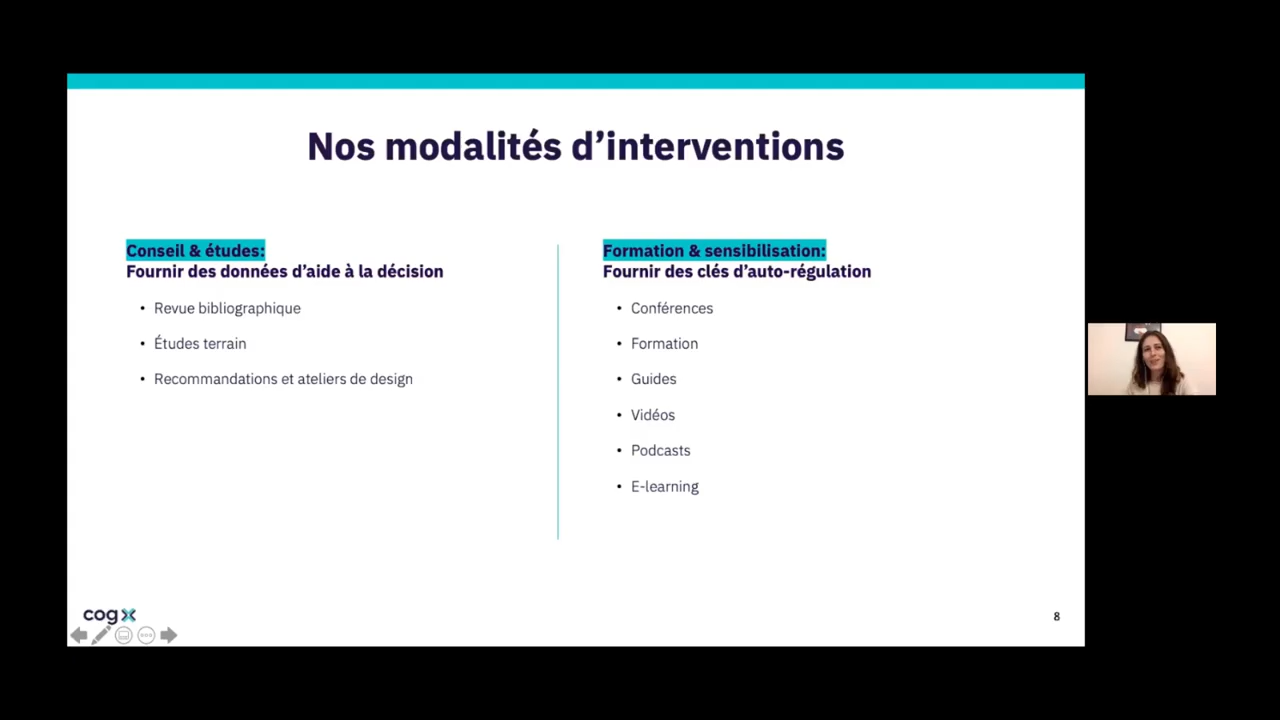 Nos modalités d’interventions
Conseil & études:
Fournir des données d’aide à la décision
• Revue bibliographique
• Études terrain
• Recommandations et ateliers de design
Formation & sensibilisation:
Fournir des clés d’auto-régulation
• Conférences
• Formation
• Guides
• Vidéos
• Podcasts
• E-learning
cogX
8